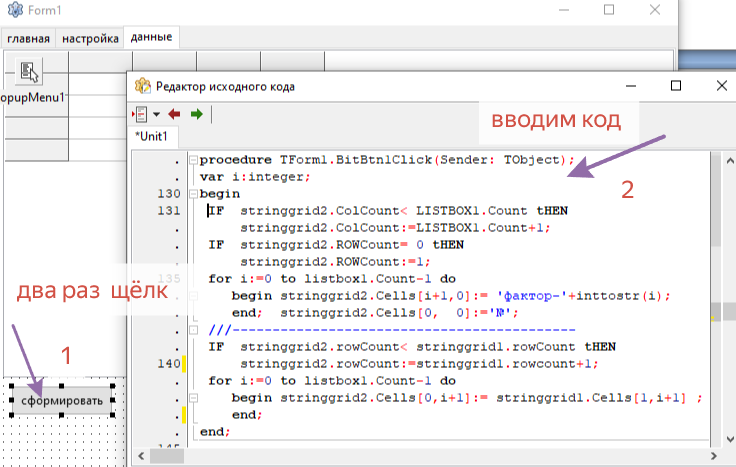 Form1
главная настройка данные
opupMenu1
Редактор исходного кода
*Unit1
вводим код
2
два раз щёлк
1
сформировать
. procedure TForm1.BitBtn1Click(Sender: TObject);
. var i:integer;
130 begin
131 IF stringgrid2.ColCount< LISTBOX1.Count tHEN
. stringgrid2.ColCount:=LISTBOX1.Count+1;
. IF stringgrid2.ROWCount= 0 tHEN
. stringgrid2.ROWCount:=1;
135 for i:=0 to listbox1.Count-1 do
. begin stringgrid2.Cells[i+1,0]:= 'фактор-'+inttostr(i);
. end; stringgrid2.Cells[0, 0]:='№';
. ///-------------------------------------------
. IF stringgrid2.rowCount< stringgrid1.rowCount tHEN
140 stringgrid2.rowCount:=stringgrid1.rowcount+1;
. for i:=0 to listbox1.Count-1 do
. begin stringgrid2.Cells[0,i+1]:= stringgrid1.Cells[1,i+1] ;
. end;
. end;